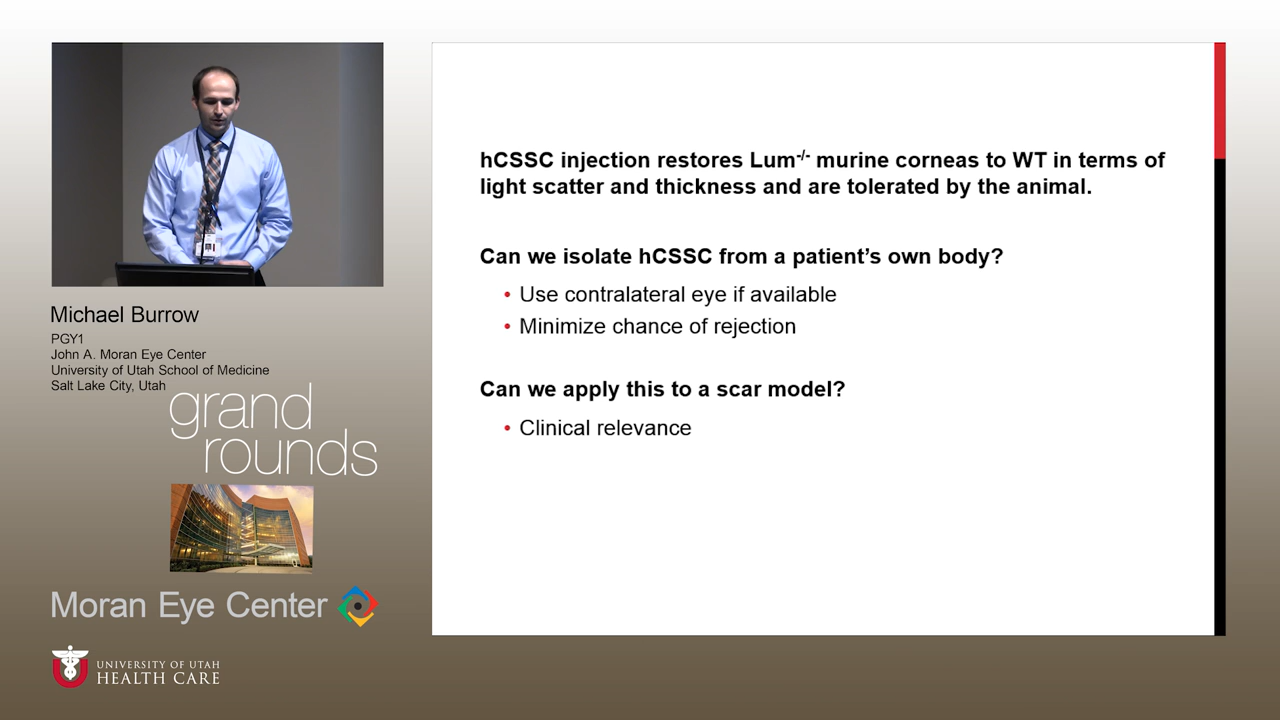 hCSSC injection restores Lum-/- murine corneas to WT in terms of
light scatter and thickness and are tolerated by the animal.
Can we isolate hCSSC from a patient's own body?
• Use contralateral eye if available
• Minimize chance of rejection
Can we apply this to a scar model?
• Clinical relevance
Michael Burrow
PGY1
John A. Moran Eye Center
University of Utah School of Medicine
Salt Lake City, Utah
grand
rounds
Moran Eye Center
UNIVERSITY OF UTAH
HEALTH CARE